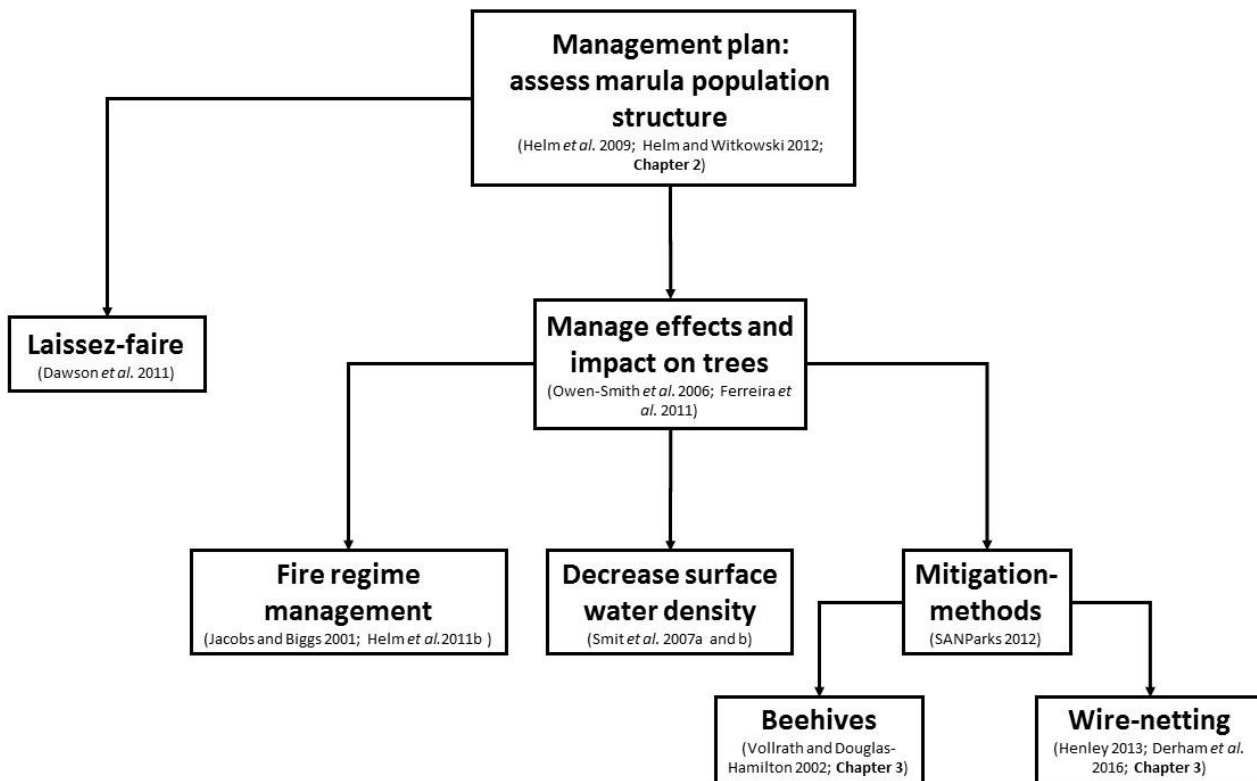 Management plan:
assess marula population
structure
(Helm et al. 2009; Helm and Witkowski 2012;
Chapter 2)
Laissez-faire
(Dawson et al. 2011)
Manage effects and
impact on trees
(Owen-Smith et al. 2006; Ferreira et
al. 2011)
Fire regime
management
(Jacobs and Biggs 2001; Helm et al.2011b )
Decrease surface
water density
(Smit et al. 2007a and b)
Mitigation-
methods
(SANParks 2012)
Beehives
(Vollrath and Douglas-
Hamilton 2002; Chapter 3)
Wire-netting
(Henley 2013; Derham et al.
2016; Chapter 3)